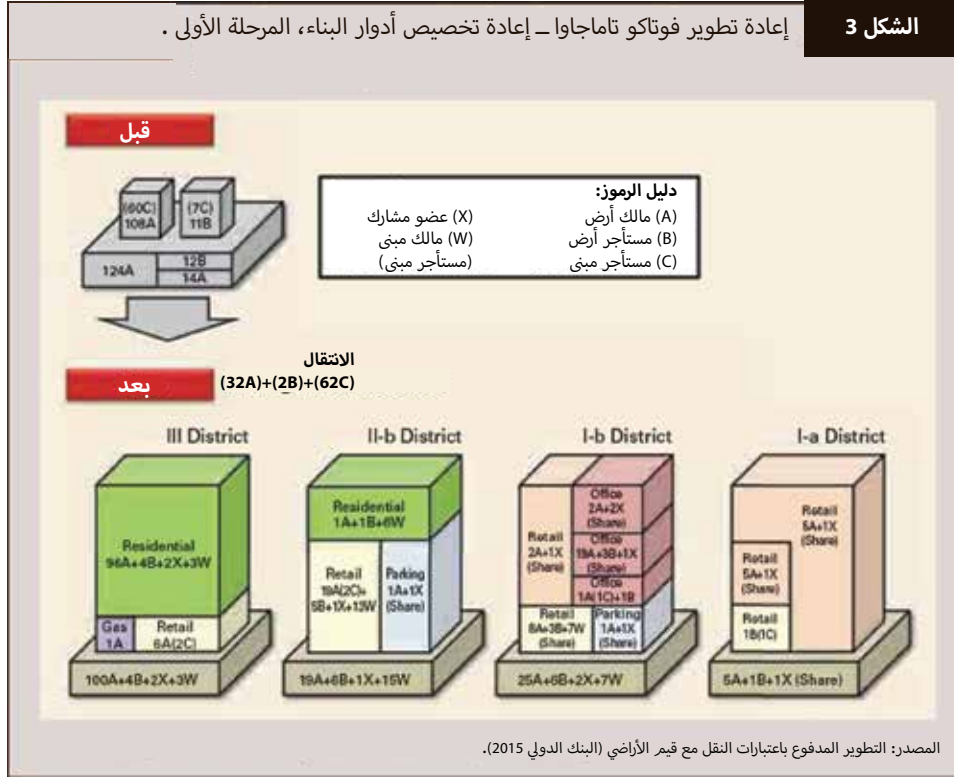 الشكل 3
إعادة تطوير فوتاكو تاماجاوا – إعادة تخصيص أدوار البناء، المرحلة الأولى .
قبل
(60C)
108A
(7C)
11B
124A
12B
14A
دليل الرموز:
(A) مالك أرض
(X) عضو مشارك
(B) مستأجر أرض
(W) مالك مبنى
(C) مستأجر مبنى
(مستأجر مبنى)
الانتقال
(32A)+(2B)+(62C)
بعد
III District
Residential
96A+4B+2X+3W
Gas
1A
Retail
6A(2C)
100A+4B+2X+3W
II-b District
Residential
1A+1B+6W
Retail
19A(2C)+
5B+1X+13W
Parking
1A+1X
(Share)
19A+6B+1X+15W
I-b District
Retail
2A+1X
(Share)
Office
2A+2X
(Share)
Office
19A+3B+1X
(Share)
Office
1A(1C)+1B
Retail
8A+3B+7W
(Share)
Parking
1A+1X
(Share)
25A+6B+2X+7W
I-a District
Retail
5A+1X
(Share)
Retail
5A+1X
(Share)
Retail
1B(1C)
5A+1B+1X (Share)
المصدر: التطوير المدفوع باعتبارات النقل مع قيم الأراضي (البنك الدولي 2015).